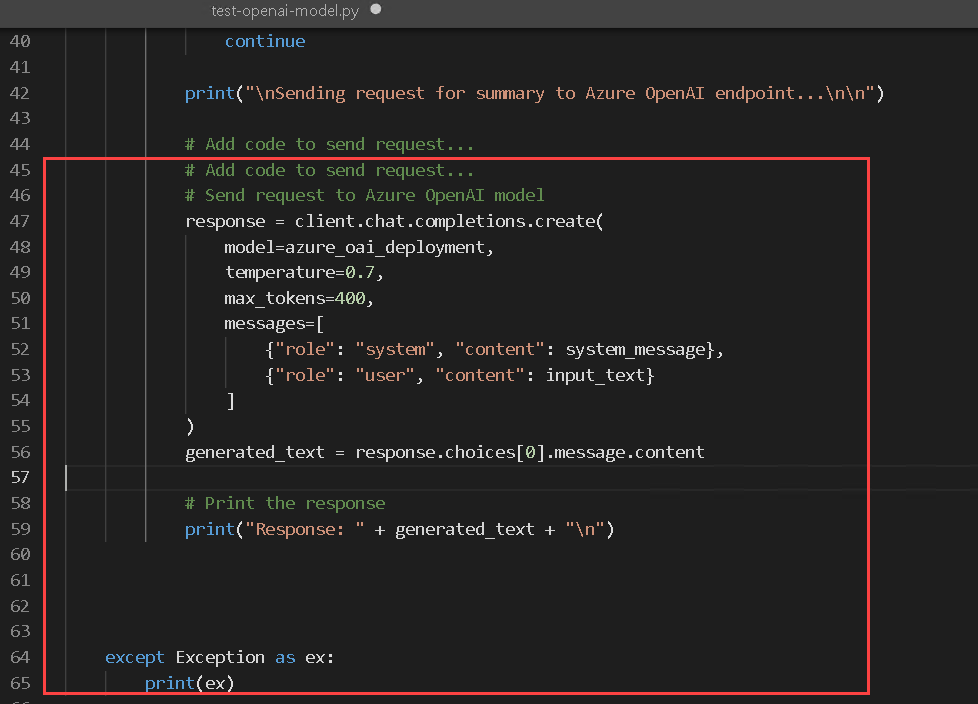 test-openai-model.py
40 continue
41
42 print("\nSending request for summary to Azure OpenAI endpoint...\n\n")
43
44 # Add code to send request...
45 # Add code to send request...
46 # Send request to Azure OpenAI model
47 response = client.chat.completions.create(
48 model=azure_oai_deployment,
49 temperature=0.7,
50 max_tokens=400,
51 messages=[
52 {"role": "system", "content": system_message},
53 {"role": "user", "content": input_text}
54 ]
55 )
56 generated_text = response.choices[0].message.content
57
58 # Print the response
59 print("Response: " + generated_text + "\n")
60
61
62
63
64 except Exception as ex:
65 print(ex)